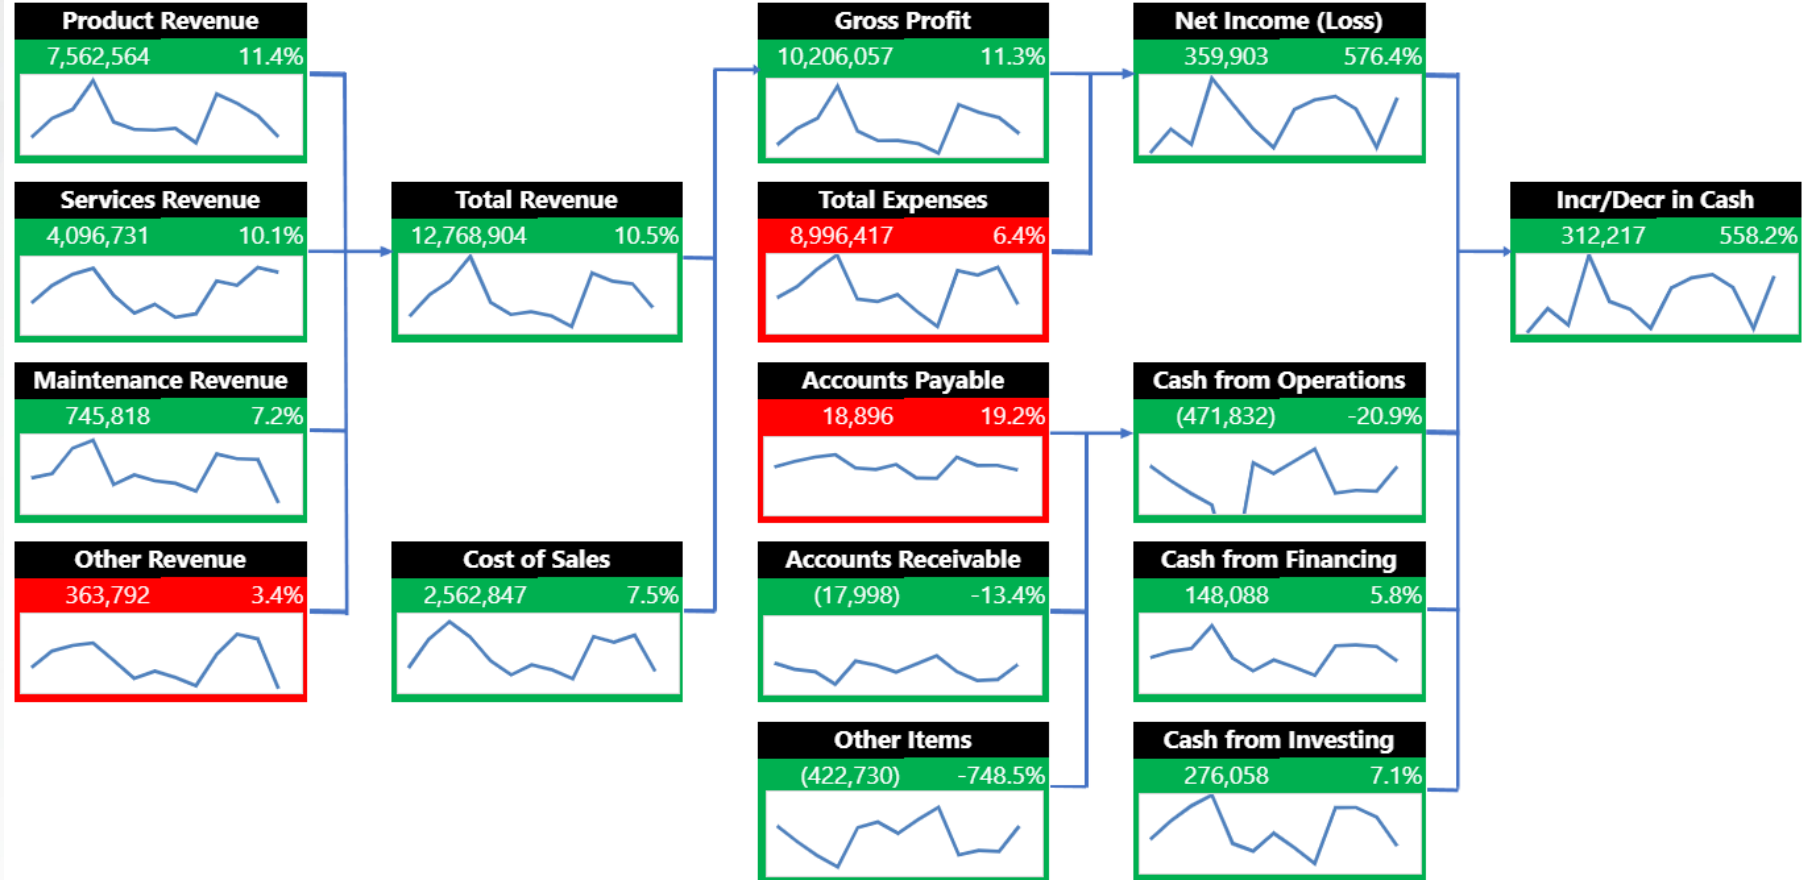 Product Revenue
7,562,564 11.4%
Services Revenue
4,096,731 10.1%
Maintenance Revenue
745,818 7.2%
Other Revenue
363,792 3.4%
Total Revenue
12,768,904 10.5%
Cost of Sales
2,562,847 7.5%
Gross Profit
10,206,057 11.3%
Total Expenses
8,996,417 6.4%
Accounts Payable
18,896 19.2%
Accounts Receivable
(17,998) -13.4%
Other Items
(422,730) -748.5%
Net Income (Loss)
359,903 576.4%
Cash from Operations
(471,832) -20.9%
Cash from Financing
148,088 5.8%
Cash from Investing
276,058 7.1%
Incr/Decr in Cash
312,217 558.2%